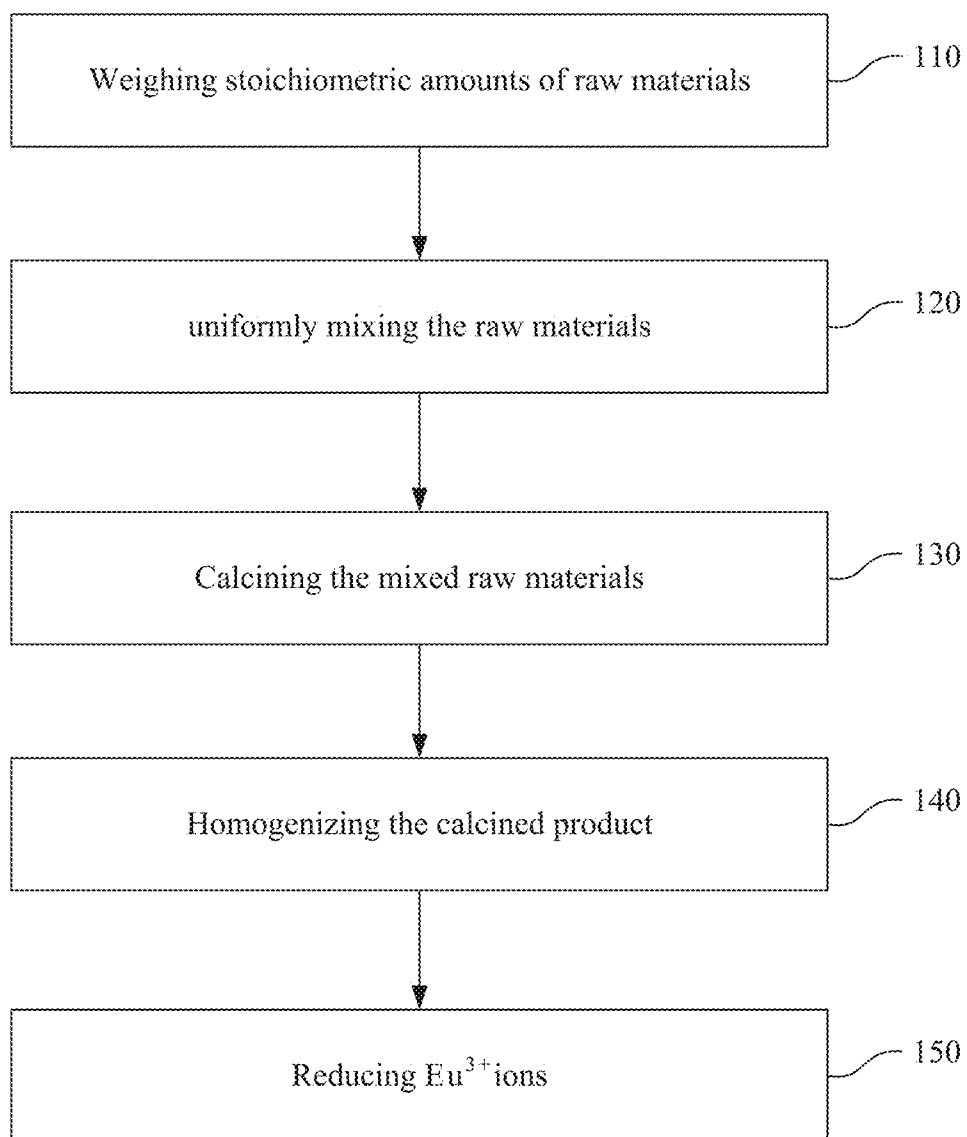 Weighing stoichiometric amounts of raw materials
110
uniformly mixing the raw materials
120
Calcining the mixed raw materials
130
Homogenizing the calcined product
140
Reducing Eu³⁺ ions
150